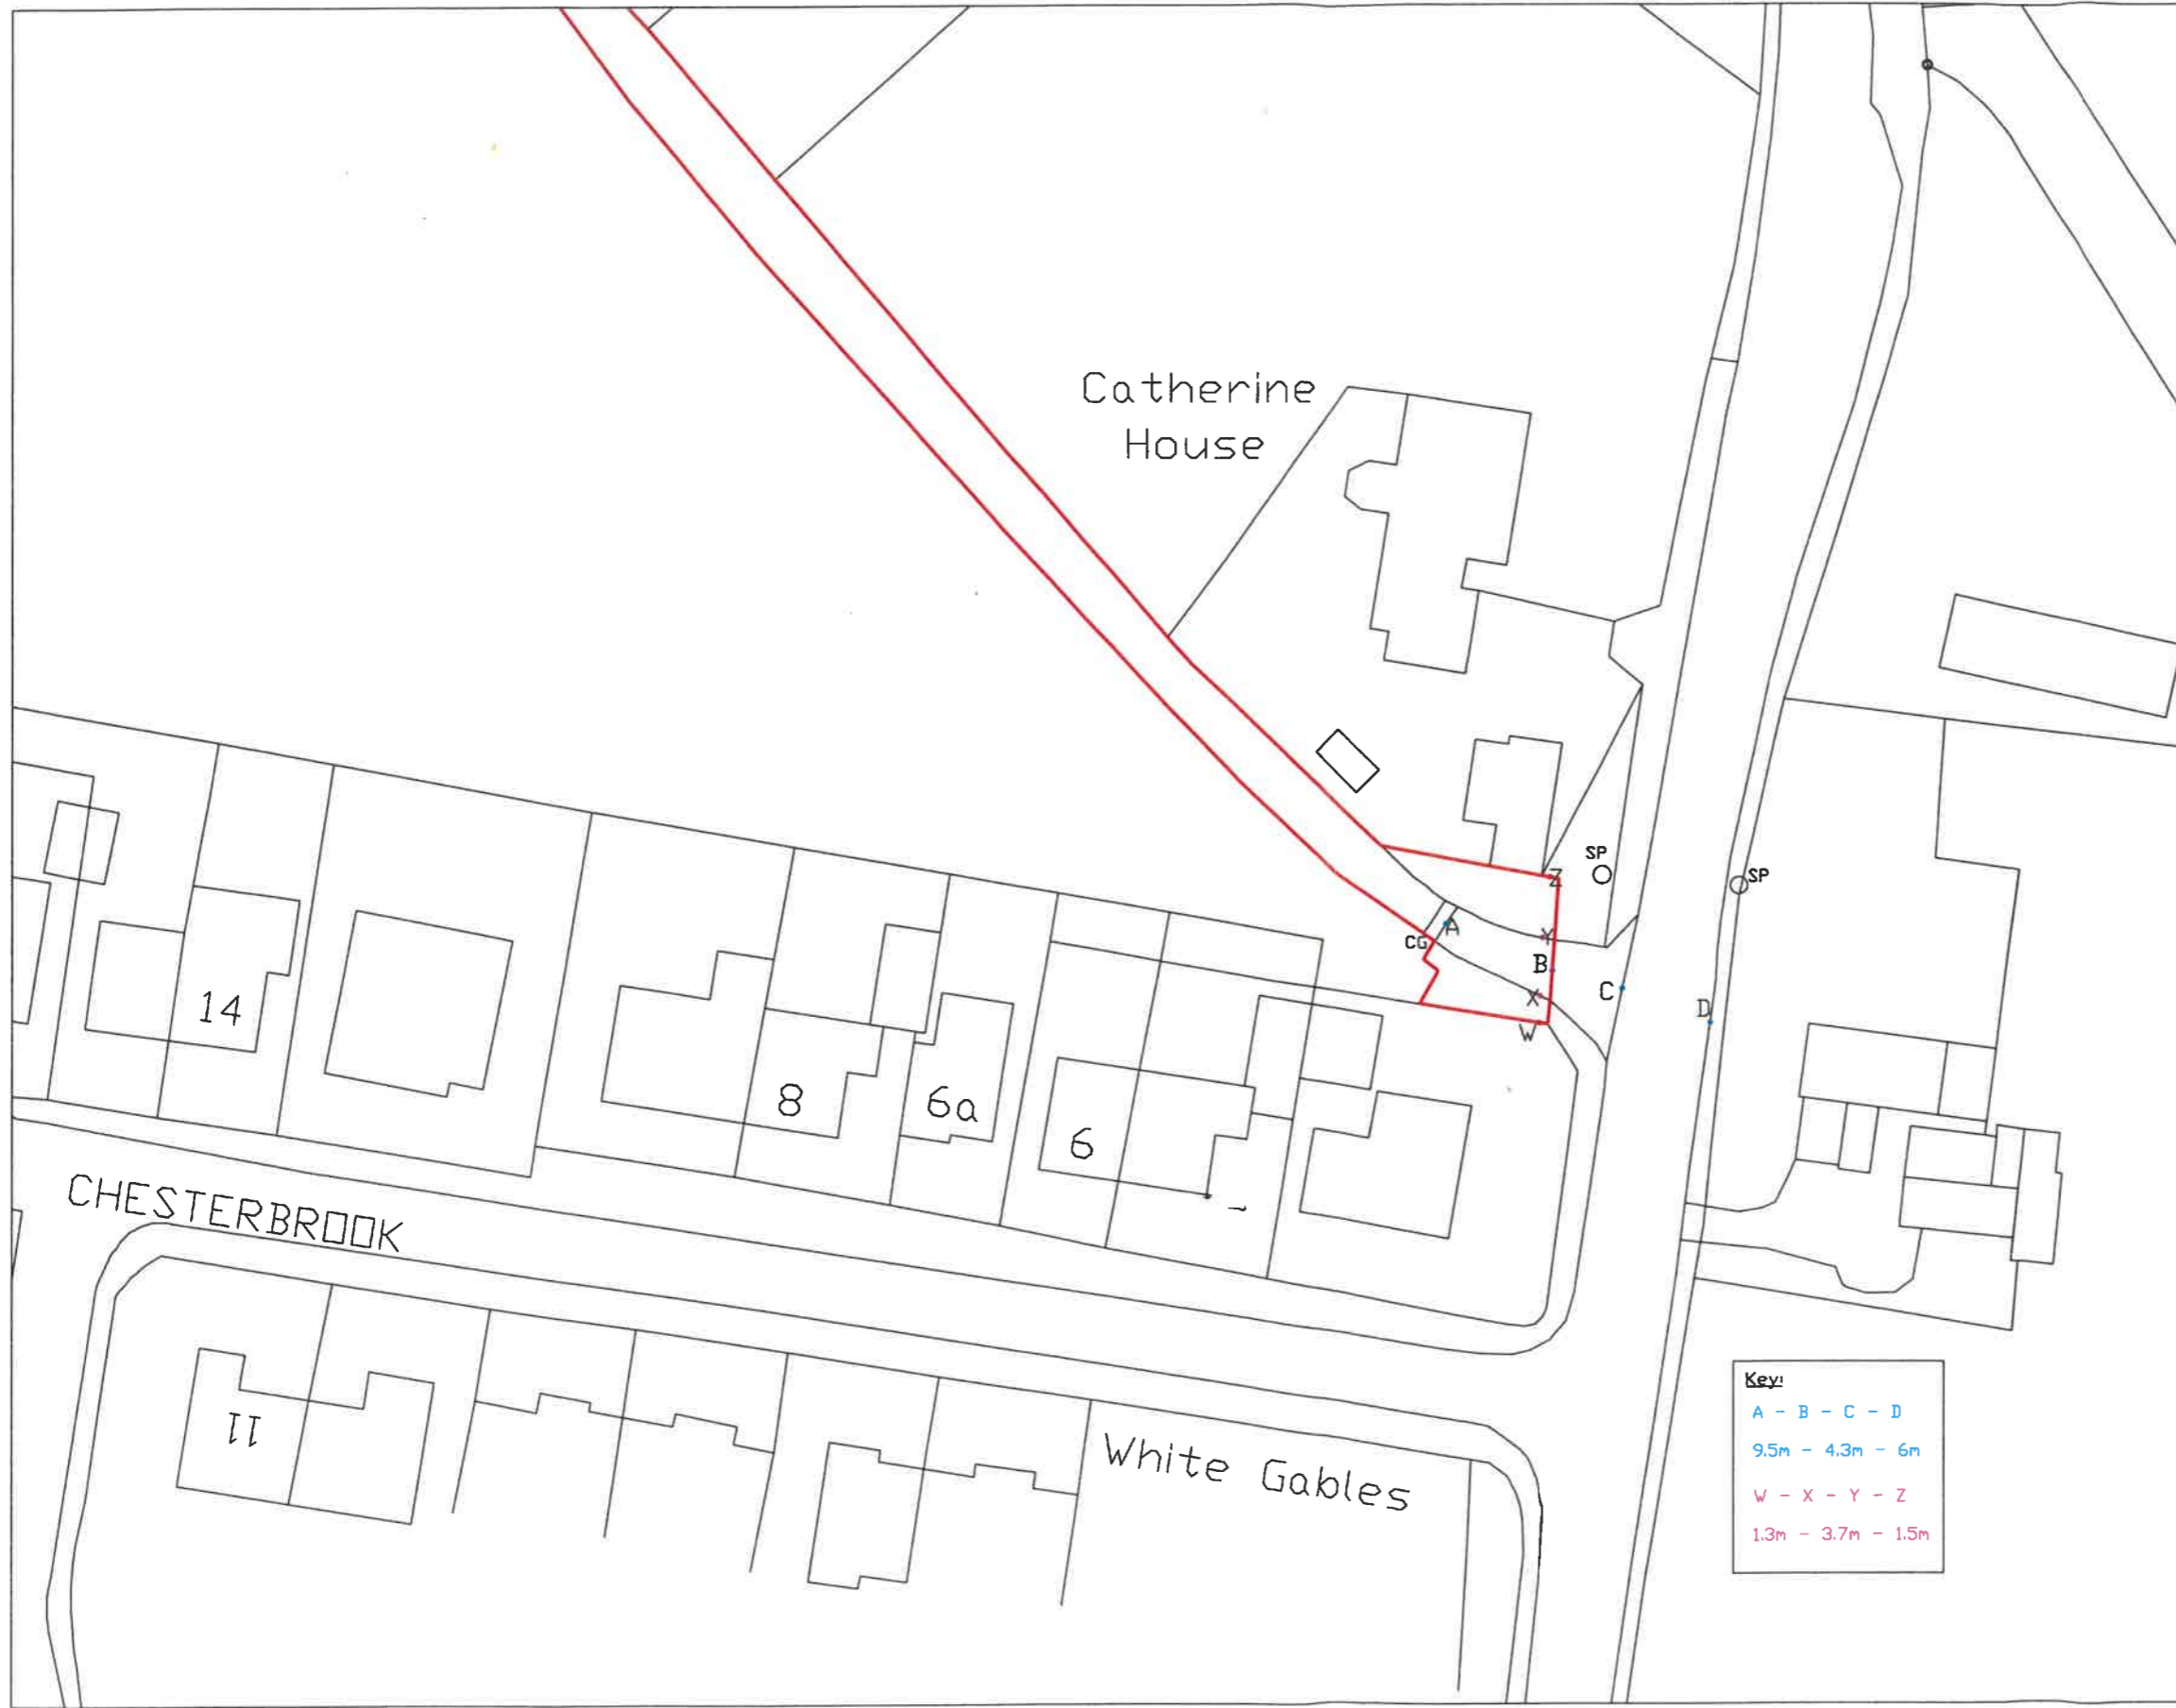 Catherine
House
SP
SP
Z
A
CG
Y
B
X
C
D
W
14
8
6a
6
CHESTERBROOK
11
White Gables
Key:
A - B - C - D
9.5m - 4.3m - 6m
W - X - Y - Z
1.3m - 3.7m - 1.5m